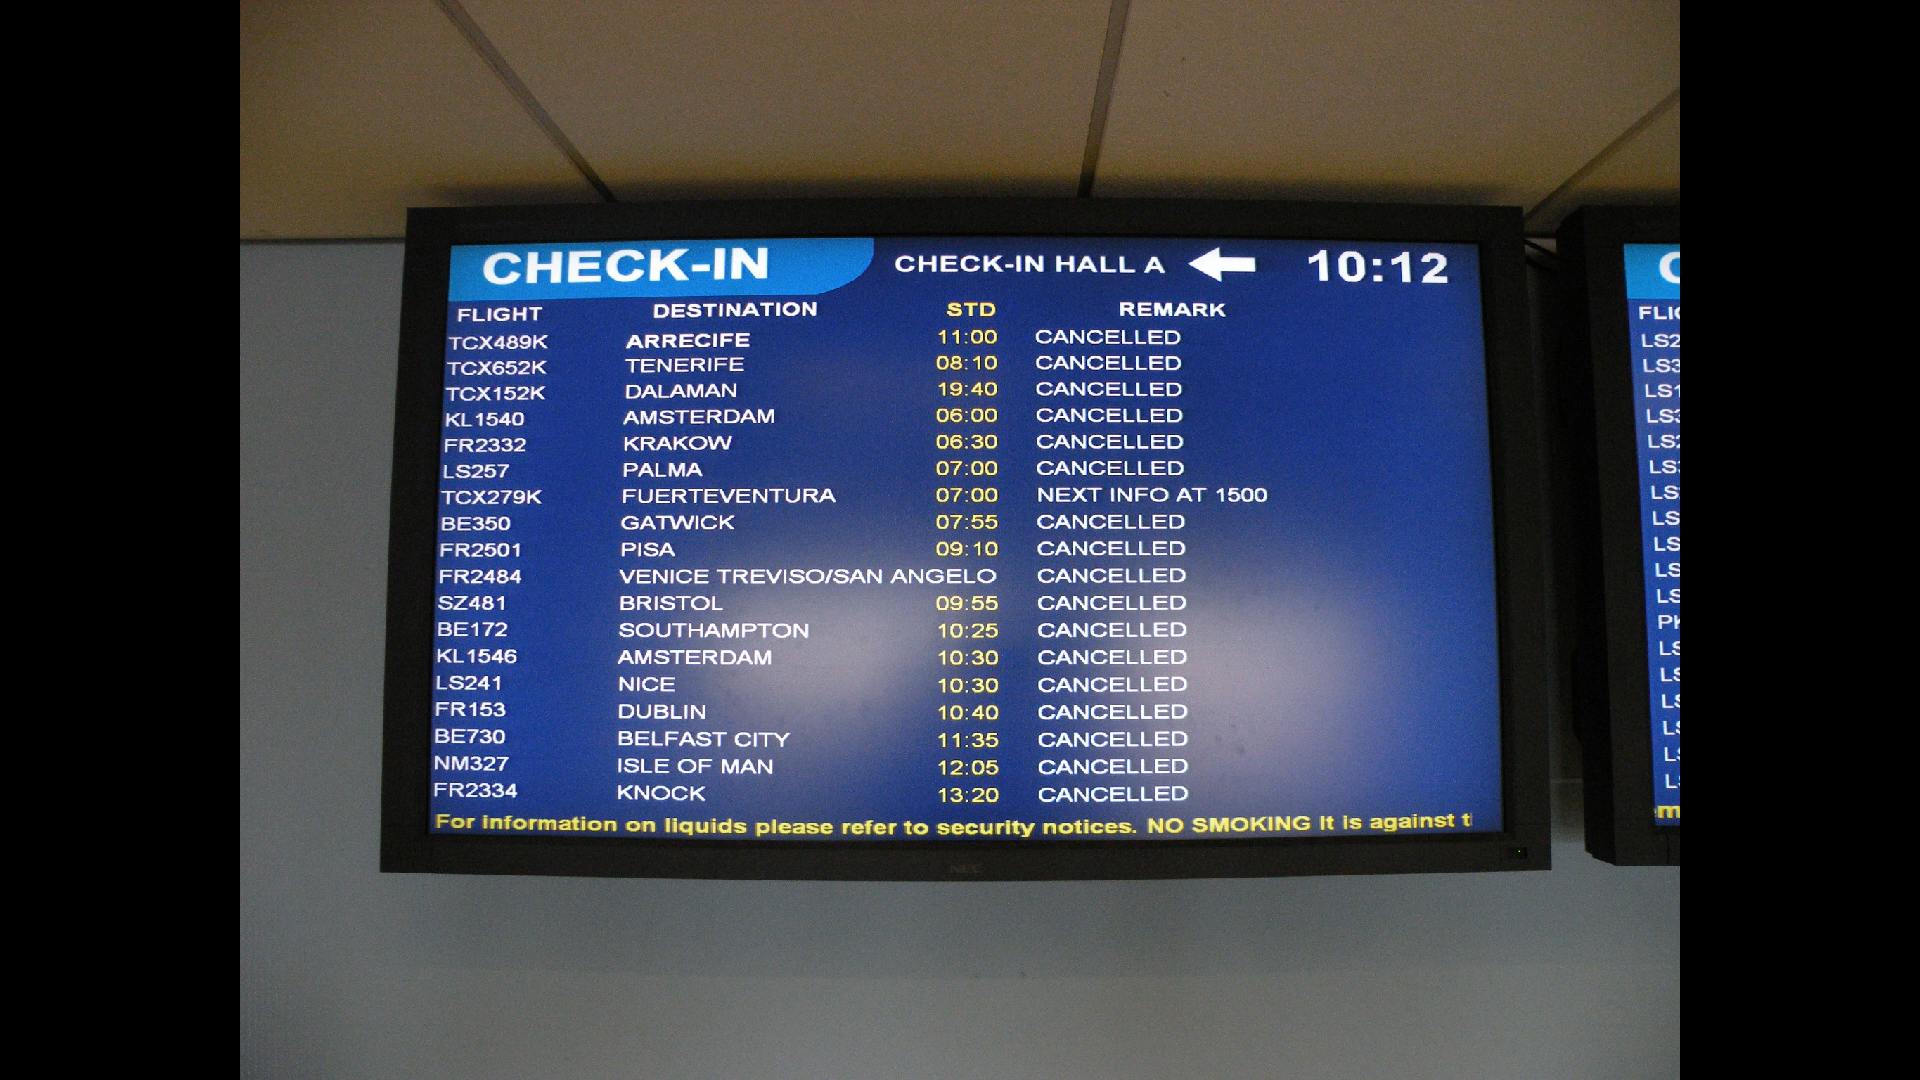 CHECK-IN CHECK-IN HALL A 10:12
FLIGHT DESTINATION STD REMARK
TCX489K ARRECIFE 11:00 CANCELLED
TCX652K TENERIFE 08:10 CANCELLED
TCX152K DALAMAN 19:40 CANCELLED
KL1540 AMSTERDAM 06:00 CANCELLED
FR2332 KRAKOW 06:30 CANCELLED
LS257 PALMA 07:00 CANCELLED
TCX279K FUERTEVENTURA 07:00 NEXT INFO AT 1500
BE350 GATWICK 07:55 CANCELLED
FR2501 PISA 09:10 CANCELLED
FR2484 VENICE TREVISO/SAN ANGELO CANCELLED
SZ481 BRISTOL 09:55 CANCELLED
BE172 SOUTHAMPTON 10:25 CANCELLED
KL1546 AMSTERDAM 10:30 CANCELLED
LS241 NICE 10:30 CANCELLED
FR153 DUBLIN 10:40 CANCELLED
BE730 BELFAST CITY 11:35 CANCELLED
NM327 ISLE OF MAN 12:05 CANCELLED
FR2334 KNOCK 13:20 CANCELLED
For information on liquids please refer to security notices. NO SMOKING It is against t
NEC